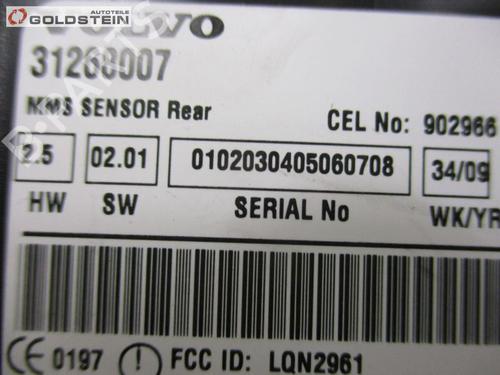 AUTOTEILE
GOLDSTEIN
VOLVO
31268007
MMS SENSOR Rear
CEL No: 902966
2.5 02.01 0102030405060708 34/09
HW SW SERIAL No WK/YR
CE 0197 ! FCC ID: LQN2961